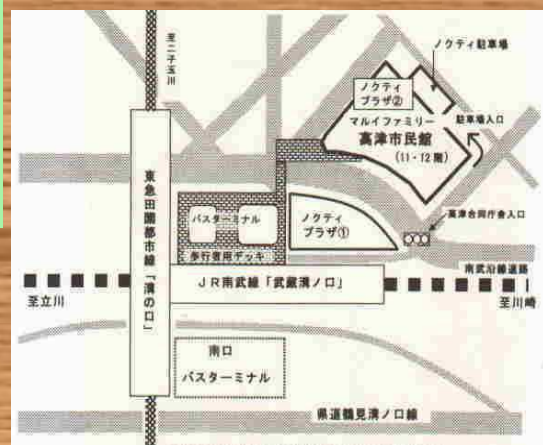 至二子玉川
ノクティ駐車場
ノクティ
プラザ②
駐車場入口
マルイファミリー
高津市民館
(11・12階)
東急田園都市線「溝の口」
バスターミナル
ノクティ
プラザ①
高津合同庁舎入口
歩行者用デッキ
南武沿線道路
JR南武線「武蔵溝ノ口」
至立川
至川崎
南口
バスターミナル
県道鶴見溝ノ口線